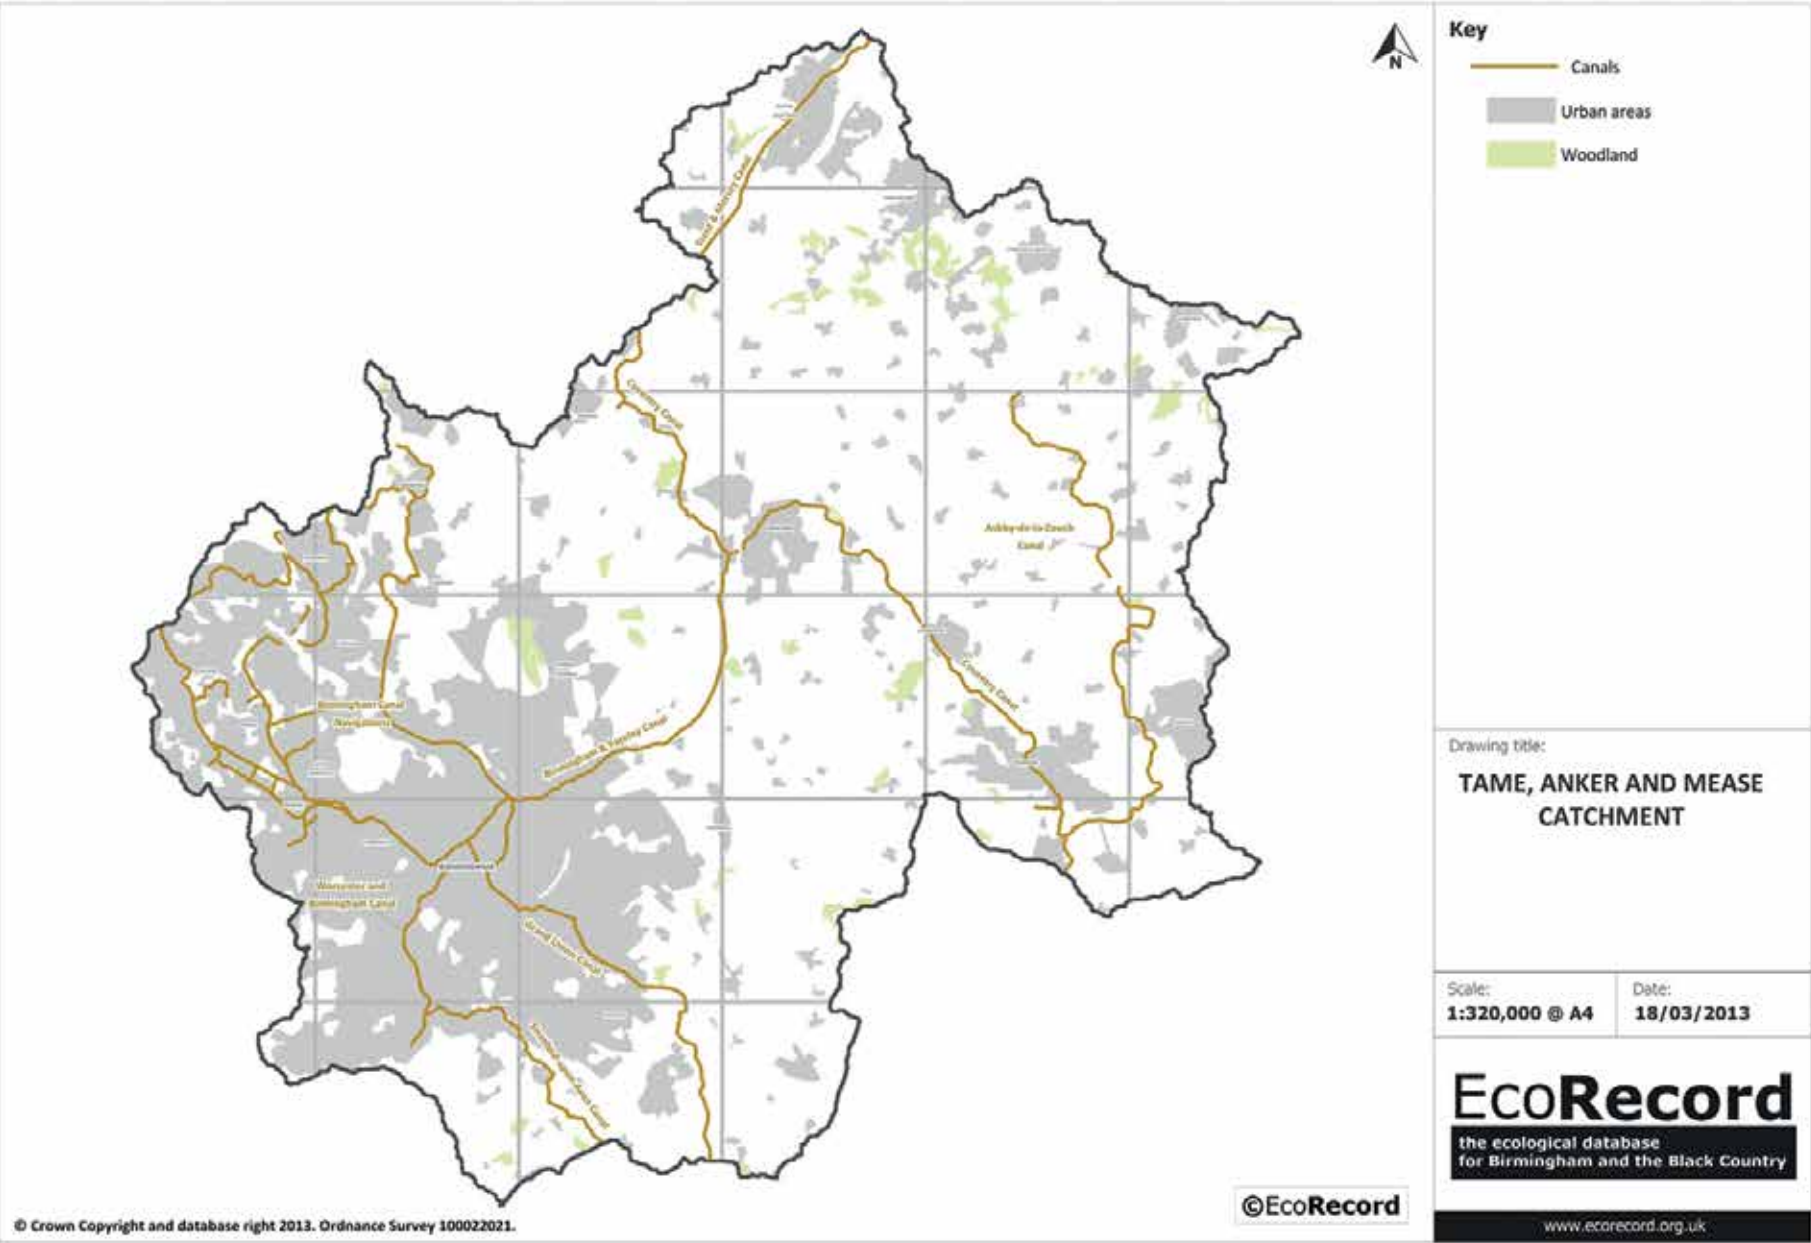 N
Key
Canals
Urban areas
Woodland
Trent & Mersey Canal
Coventry Canal
Ashby-de-la-Zouch
Canal
Coventry Canal
Birmingham Canal
Navigations
Birmingham & Fazeley Canal
Worcester and
Birmingham Canal
Grand Union Canal
Drawing title:
TAME, ANKER AND MEASE
CATCHMENT
Scale:
1:320,000 @ A4
Date:
18/03/2013
EcoRecord
the ecological database
for Birmingham and the Black Country
www.ecorecord.org.uk
©EcoRecord
© Crown Copyright and database right 2013. Ordnance Survey 100022021.